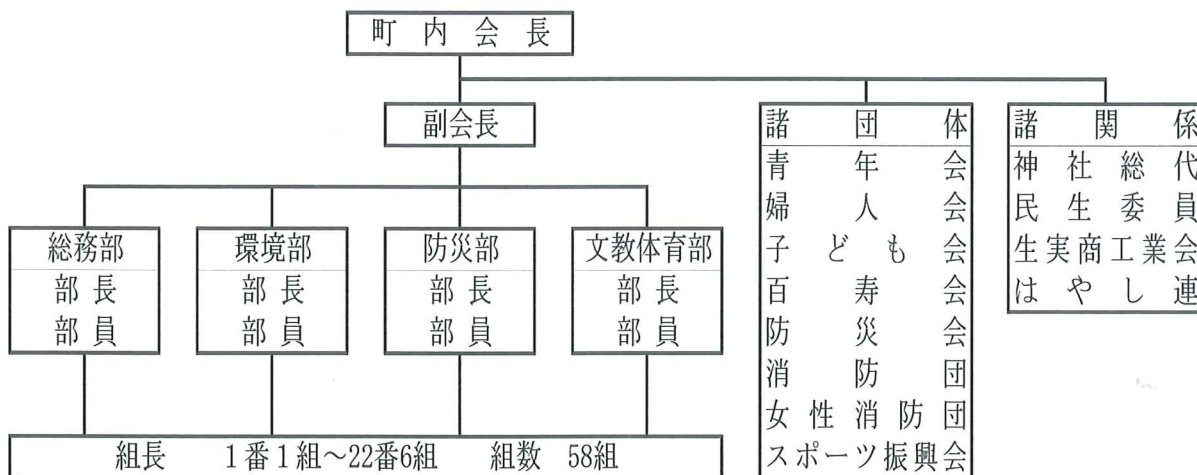 町内会長
副会長
総務部
部長
部員
環境部
部長
部員
防災部
部長
部員
文教体育部
部長
部員
組長 1番1組～22番6組 組数 58組
諸団体
青年会
婦人会
子ども会
百寿会
防災会
消防団
女性消防団
スポーツ振興会
諸関係
神社総代
民生委員
生実商工業会
はやし連